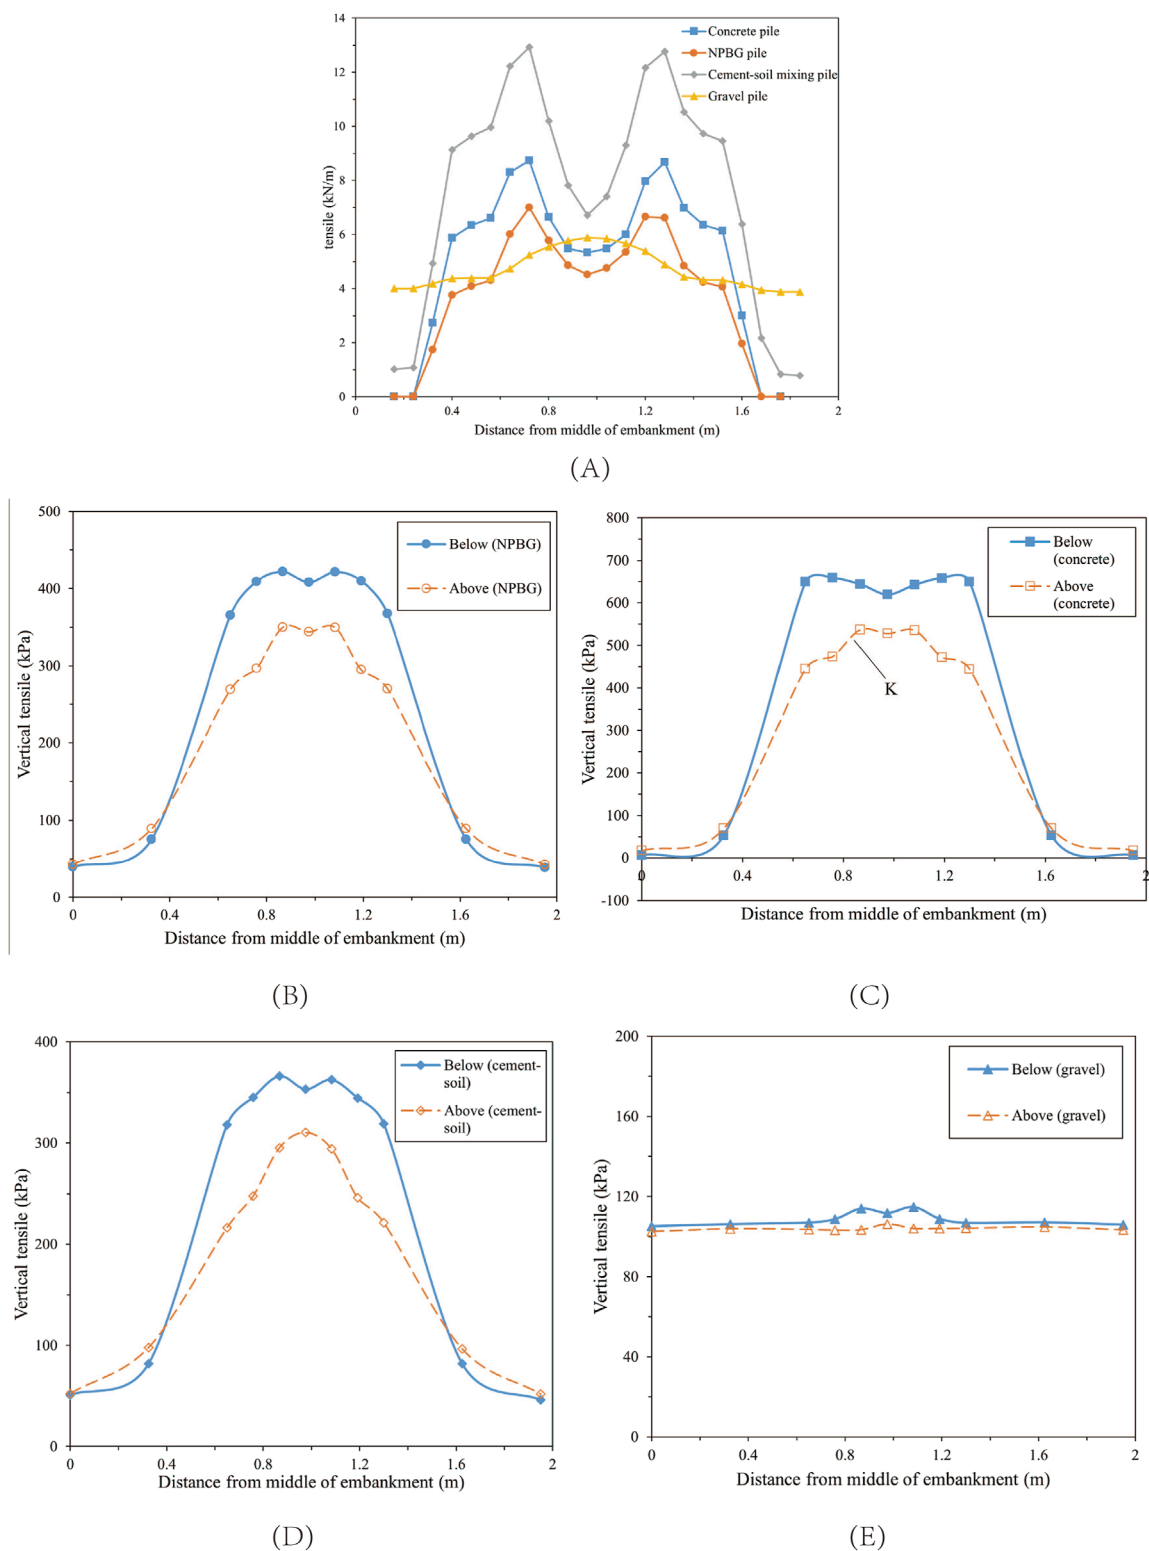 14
12
10
8
6
4
2
0
tensile (kN/m)
Concrete pile
NPBG pile
Cement-soil mixing pile
Gravel pile
0 0.4 0.8 1.2 1.6 2
Distance from middle of embankment (m)
(A)
500
400
300
200
100
0
Vertical tensile (kPa)
Below (NPBG)
Above (NPBG)
0 0.4 0.8 1.2 1.6 2
Distance from middle of embankment (m)
(B)
800
700
600
500
400
300
200
100
0
-100
Vertical tensile (kPa)
Below
(concrete)
Above
(concrete)
K
0 0.4 0.8 1.2 1.6 2
Distance from middle of embankment (m)
(C)
400
300
200
100
0
Vertical tensile (kPa)
Below (cement-
soil)
Above (cement-
soil)
0 0.4 0.8 1.2 1.6 2
Distance from middle of embankment (m)
(D)
200
160
120
80
40
0
Vertical tensile (kPa)
Below (gravel)
Above (gravel)
0 0.4 0.8 1.2 1.6 2
Distance from middle of embankment (m)
(E)